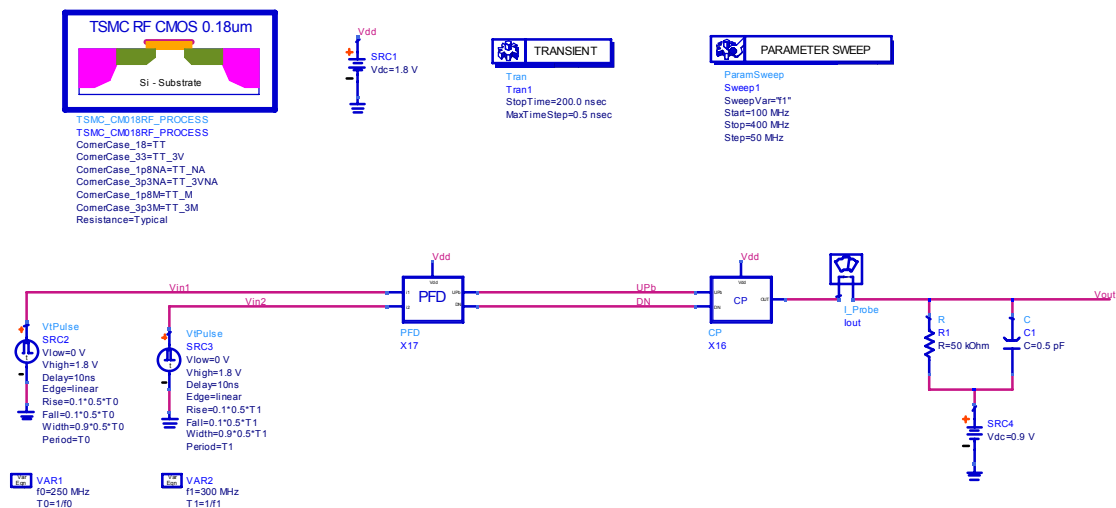 TSMC RF CMOS 0.18um
Si - Substrate
TSMC_CM018RF_PROCESS
TSMC_CM018RF_PROCESS
CornerCase_18=TT
CornerCase_33=TT_3V
CornerCase_1p8NA=TT_NA
CornerCase_3p3NA=TT_3VNA
CornerCase_1p8M=TT_M
CornerCase_3p3M=TT_3M
Resistance=Typical
Vdd
SRC1
Vdc=1.8 V
TRANSIENT
Tran
Tran1
StopTime=200.0 nsec
MaxTimeStep=0.5 nsec
PARAMETER SWEEP
ParamSweep
Sweep1
SweepVar="f1"
Start=100 MHz
Stop=400 MHz
Step=50 MHz
Vin1
Vin2
Vdd
PFD
UPb
DN
PFD
X17
UPb
DN
Vdd
CP
OUT
CP
X16
I_Probe
Iout
Vout
R
R1
R=50 kOhm
C
C1
C=0.5 pF
SRC4
Vdc=0.9 V
VtPulse
SRC2
Vlow=0 V
Vhigh=1.8 V
Delay=10ns
Edge=linear
Rise=0.1*0.5*T0
Fall=0.1*0.5*T0
Width=0.9*0.5*T0
Period=T0
VtPulse
SRC3
Vlow=0 V
Vhigh=1.8 V
Delay=10ns
Edge=linear
Rise=0.1*0.5*T1
Fall=0.1*0.5*T1
Width=0.9*0.5*T1
Period=T1
Var
Eqn
VAR1
f0=250 MHz
T0=1/f0
Var
Eqn
VAR2
f1=300 MHz
T1=1/f1